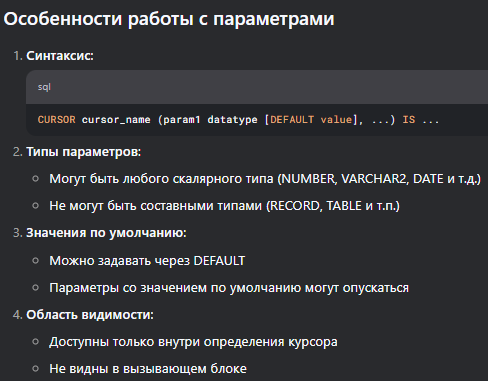 Особенности работы с параметрами
1. Синтаксис:
sql
CURSOR cursor_name (param1 datatype [DEFAULT value], ...) IS ...
2. Типы параметров:
Могут быть любого скалярного типа (NUMBER, VARCHAR2, DATE и т.д.)
Не могут быть составными типами (RECORD, TABLE и т.п.)
3. Значения по умолчанию:
Можно задавать через DEFAULT
Параметры со значением по умолчанию могут опускаться
4. Область видимости:
Доступны только внутри определения курсора
Не видны в вызывающем блоке